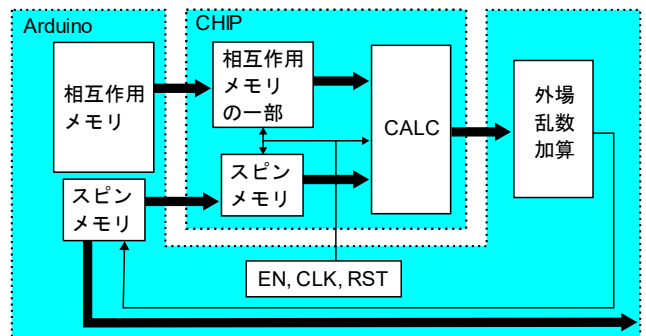 Arduino
CHIP
相互作用
メモリ
相互作用
メモリ
の一部
CALC
外場
乱数
加算
スピン
メモリ
スピン
メモリ
EN, CLK, RST